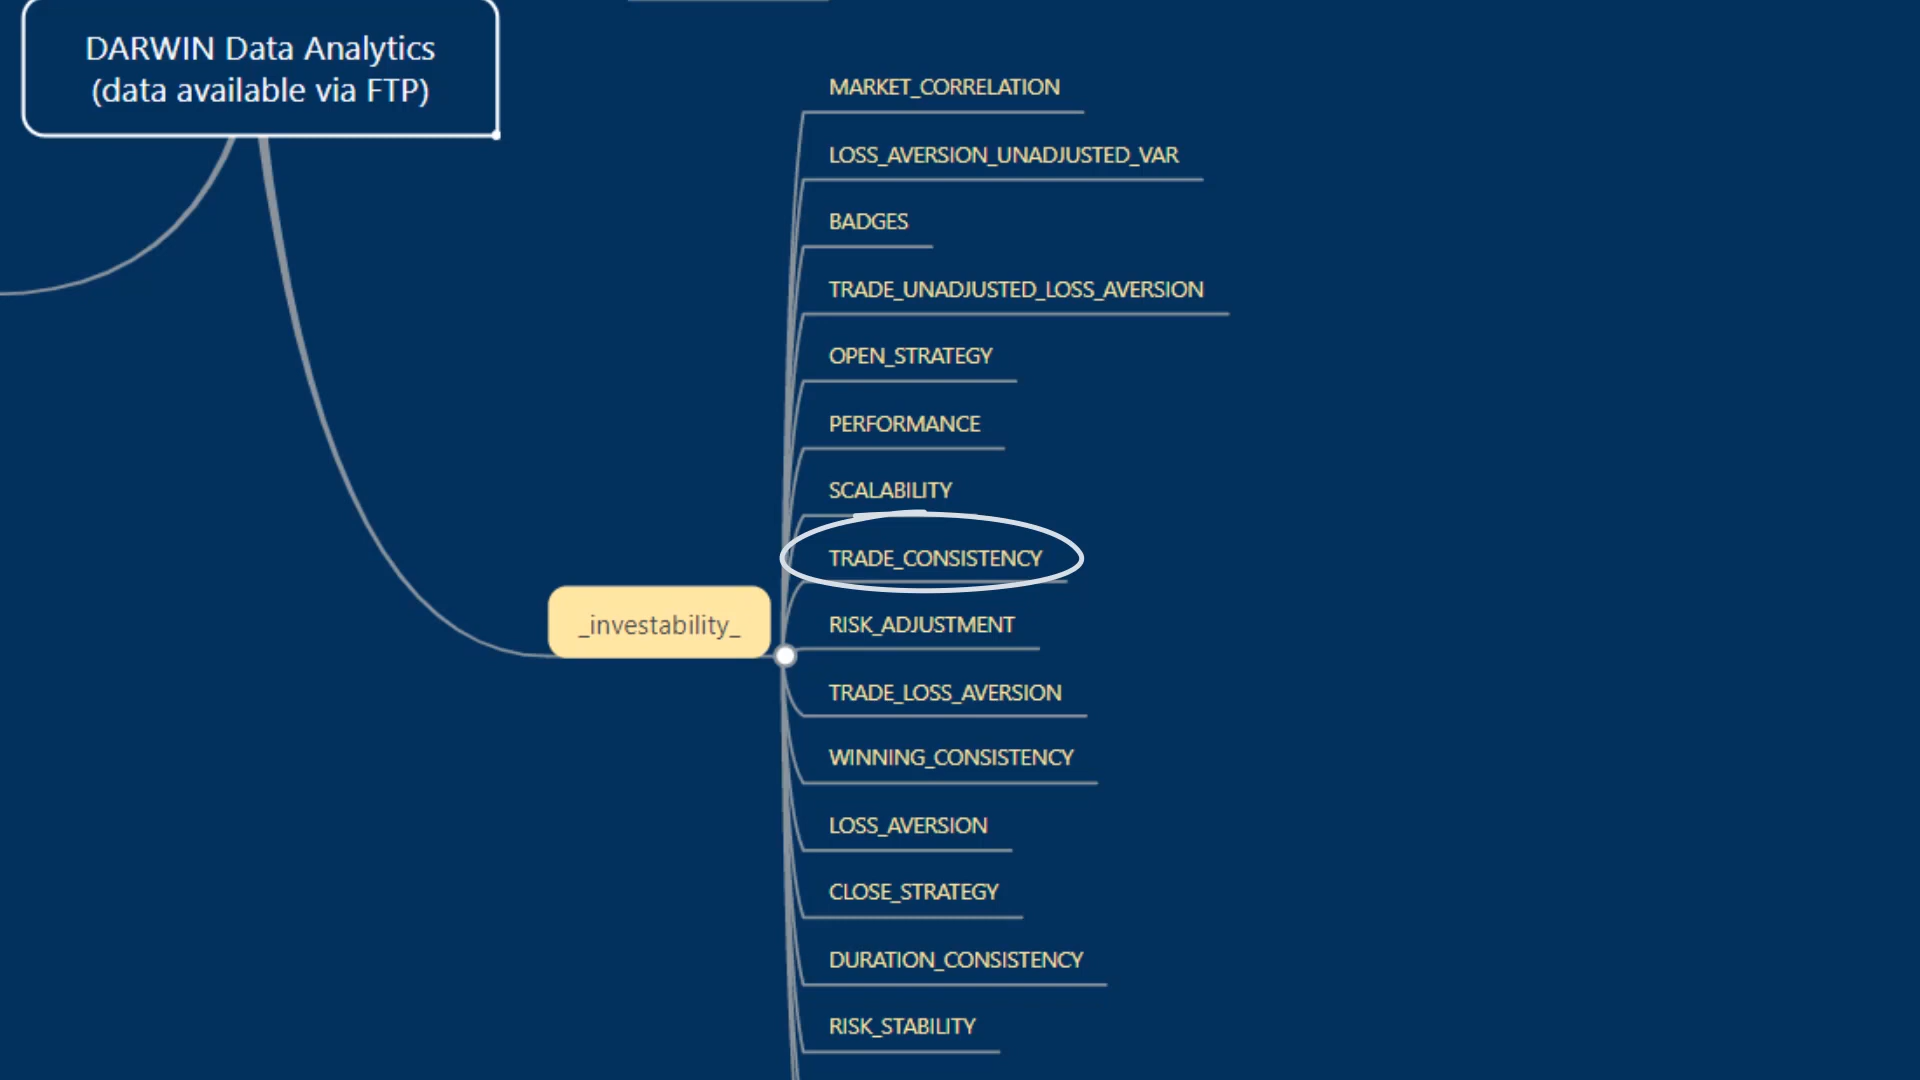 DARWIN Data Analytics
(data available via FTP)
MARKET_CORRELATION
LOSS_AVERSION_UNADJUSTED_VAR
BADGES
TRADE_UNADJUSTED_LOSS_AVERSION
OPEN_STRATEGY
PERFORMANCE
SCALABILITY
TRADE_CONSISTENCY
_investability_
RISK_ADJUSTMENT
TRADE_LOSS_AVERSION
WINNING_CONSISTENCY
LOSS_AVERSION
CLOSE_STRATEGY
DURATION_CONSISTENCY
RISK_STABILITY